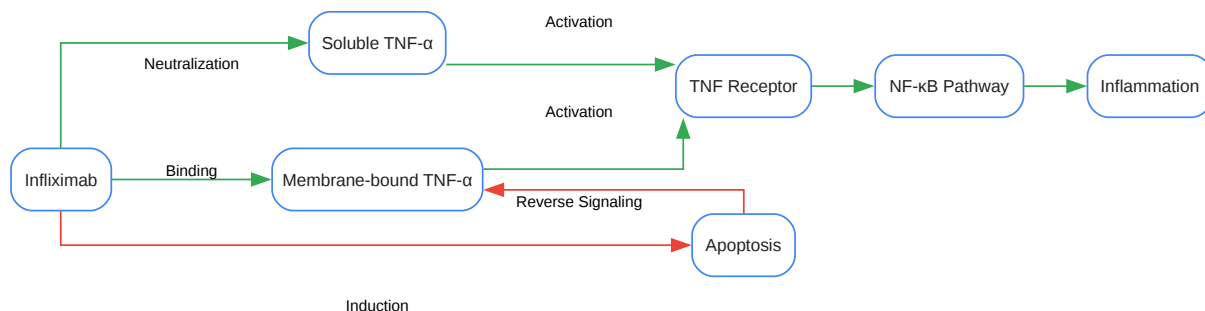 Activation
Soluble TNF-α
Neutralization
TNF Receptor
NF-κB Pathway
Inflammation
Activation
Infliximab
Binding
Membrane-bound TNF-α
Reverse Signaling
Apoptosis
Induction